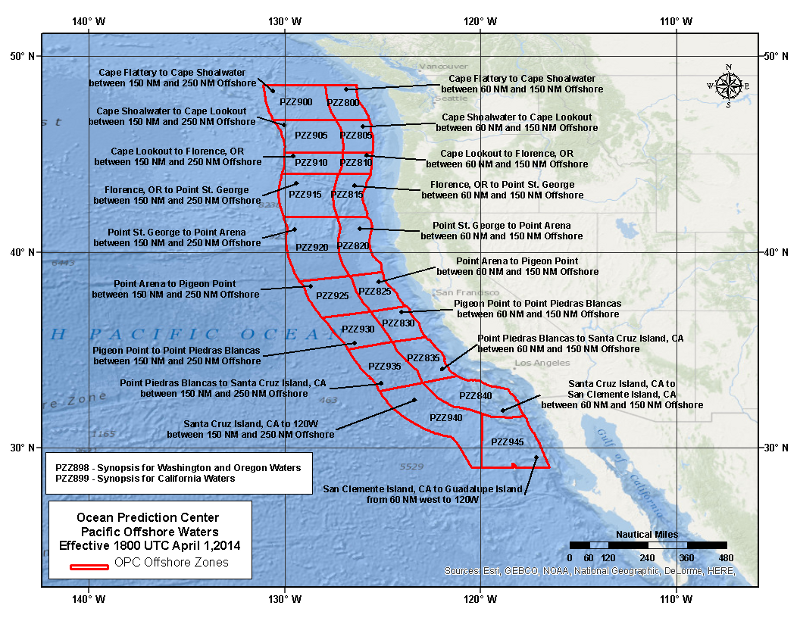 140° W
130° W
120° W
110° W
50° N
50° N
Vancouver
Seattle
N
W
E
S
Cape Flattery to Cape Shoalwater
between 150 NM and 250 NM Offshore
Cape Flattery to Cape Shoalwater
between 60 NM and 150 NM Offshore
PZZ900
PZZ800
Cape Shoalwater to Cape Lookout
between 150 NM and 250 NM Offshore
Cape Shoalwater to Cape Lookout
between 60 NM and 150 NM Offshore
PZZ905
PZZ805
Cape Lookout to Florence, OR
between 150 NM and 250 NM Offshore
Cape Lookout to Florence, OR
between 60 NM and 150 NM Offshore
PZZ910
PZZ810
Florence, OR to Point St. George
between 150 NM and 250 NM Offshore
Florence, OR to Point St. George
between 60 NM and 150 NM Offshore
PZZ915
PZZ815
Point St. George to Point Arena
between 150 NM and 250 NM Offshore
Point St. George to Point Arena
between 60 NM and 150 NM Offshore
PZZ920
PZZ820
40° N
40° N
Point Arena to Pigeon Point
between 60 NM and 150 NM Offshore
Point Arena to Pigeon Point
between 150 NM and 250 NM Offshore
PZZ925
PZZ825
San Francisco
Pigeon Point to Point Piedras Blancas
between 60 NM and 150 NM Offshore
PZZ930
PZZ830
H PACIFIC OCEA
Point Piedras Blancas to Santa Cruz Island, CA
between 60 NM and 150 NM Offshore
Pigeon Point to Point Piedras Blancas
between 150 NM and 250 NM Offshore
PZZ935
PZZ835
Los Angeles
Point Piedras Blancas to Santa Cruz Island, CA
between 150 NM and 250 NM Offshore
Santa Cruz Island, CA to
San Clemente Island, CA
between 60 NM and 150 NM Offshore
PZZ840
PZZ940
Santa Cruz Island, CA to 120W
between 150 NM and 250 NM Offshore
PZZ945
30° N
30° N
Gulf of California
5529
PZZ898 - Synopsis for Washington and Oregon Waters
PZZ899 - Synopsis for California Waters
San Clemente Island, CA to Guadalupe Island
from 60 NM west to 120W
Ocean Prediction Center
Pacific Offshore Waters
Effective 1800 UTC April 1,2014
OPC Offshore Zones
Nautical Miles
0 60 120 240 360 480
Sources: Esri, GEBCO, NOAA, National Geographic, DeLorme, HERE,
140° W
130° W
120° W
110° W